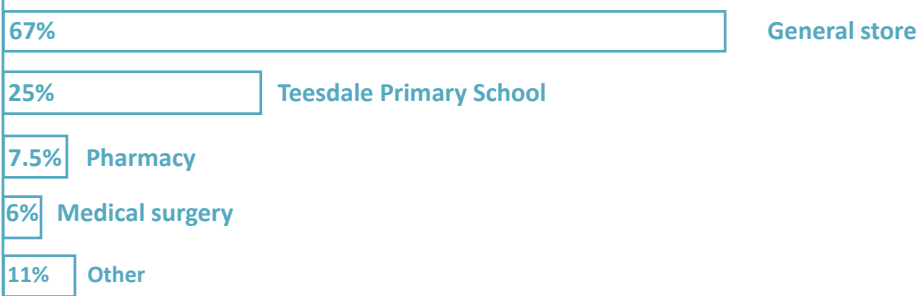 67% General store
25% Teesdale Primary School
7.5% Pharmacy
6% Medical surgery
11% Other